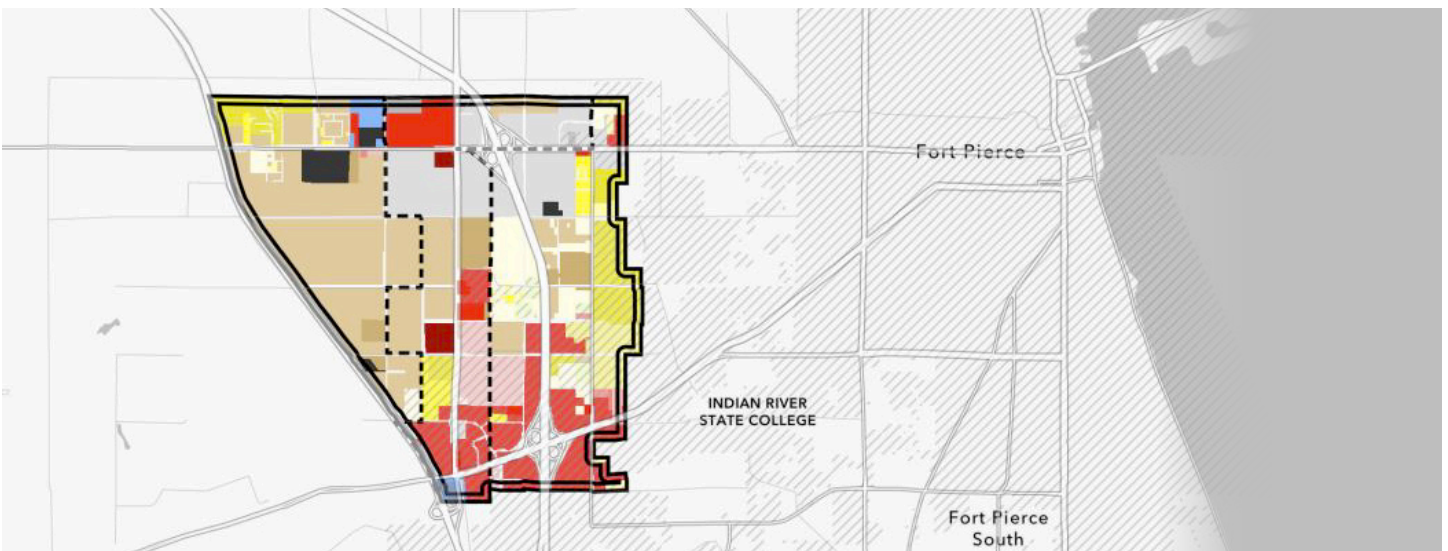 Fort Pierce
INDIAN RIVER
STATE COLLEGE
Fort Pierce
South